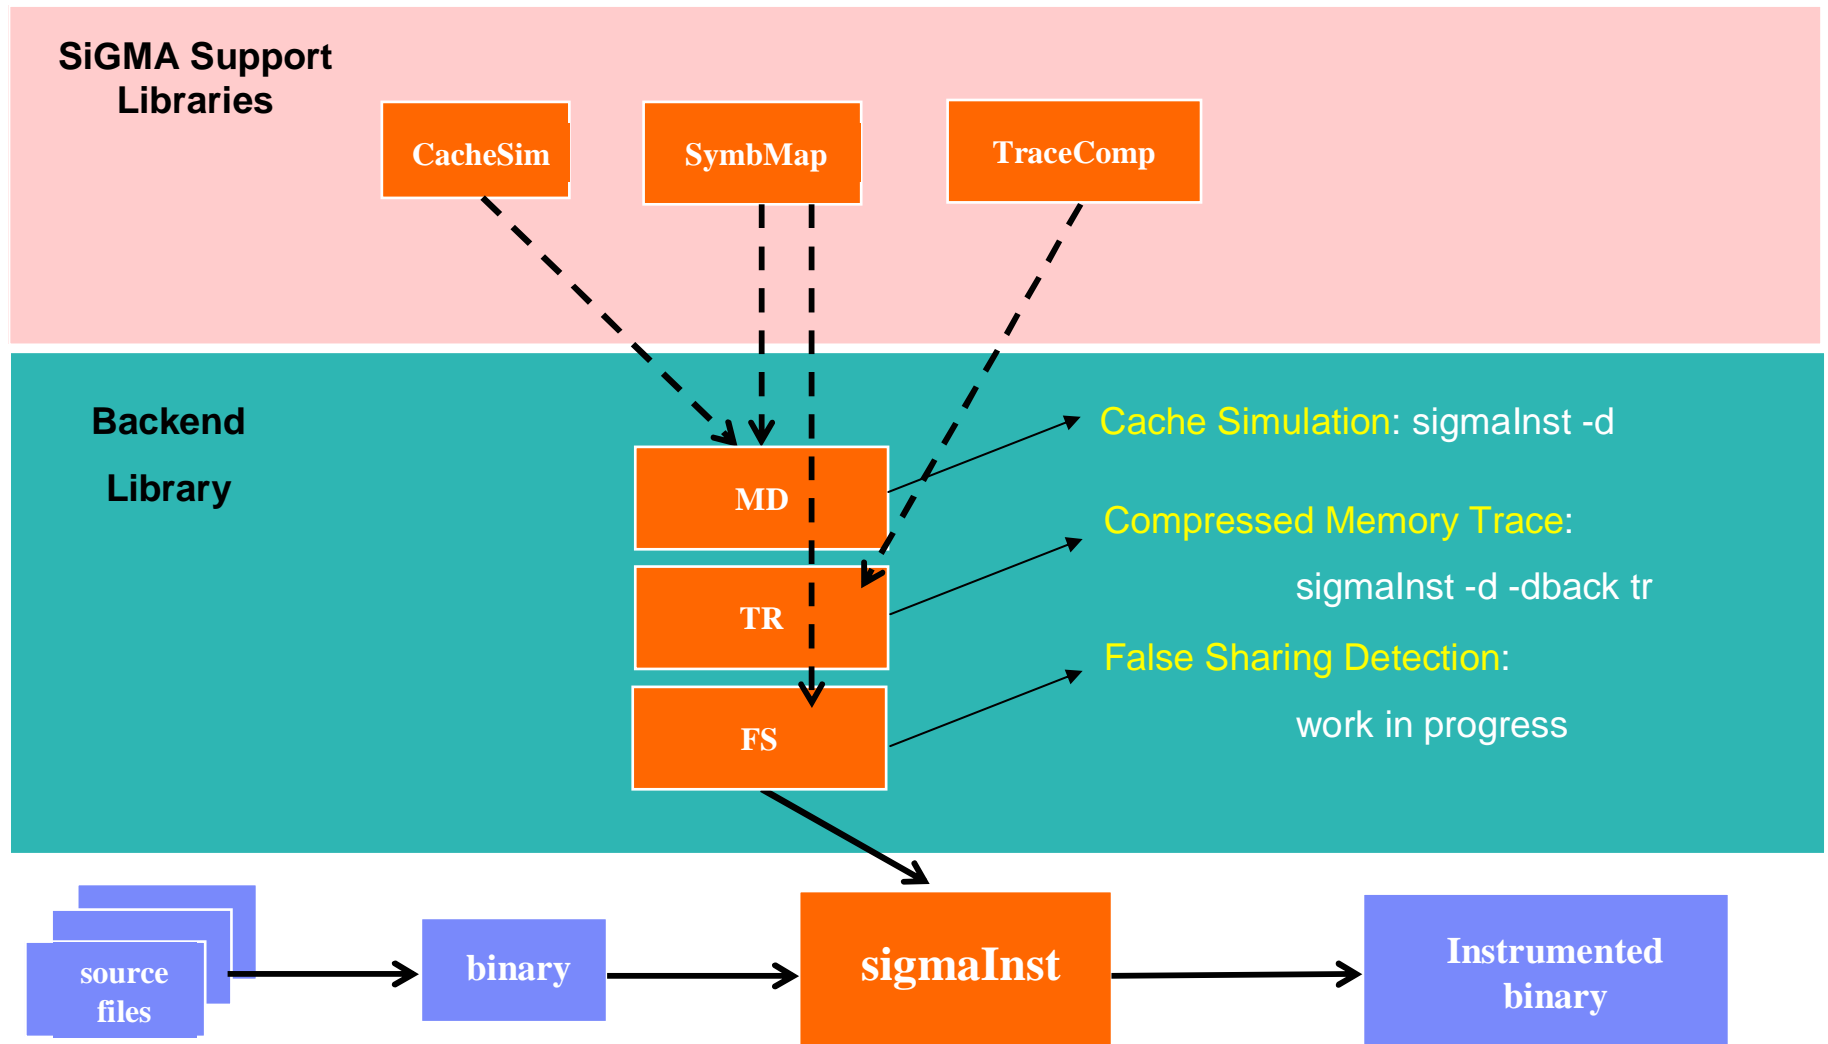 SiGMA Support
Libraries
CacheSim
SymbMap
TraceComp
Backend
Library
MD
TR
FS
Cache Simulation: sigmaInst -d
Compressed Memory Trace:
sigmaInst -d -dback tr
False Sharing Detection:
work in progress
source
files
binary
sigmaInst
Instrumented
binary